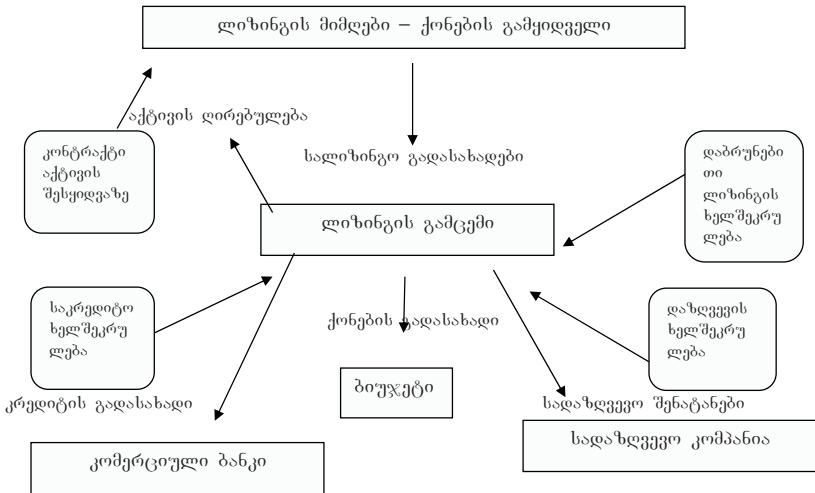 ლიზინგის მიმღები – ქონების გამყიდველი
აქტივის ღირებულება
კონტრაქტი
აქტივის
შესყიდვაზე
სალიზინგო გადასახადები
დაბრუნები
თი
ლიზინგის
ხელშეკრუ
ლება
ლიზინგის გამცემი
საკრედიტო
ხელშეკრუ
ლება
ქონების გადასახადი
დაზღვევის
ხელშეკრუ
ლება
კრედიტის გადასახადი
ბიუჯეტი
სადაზღვევო შენატანები
კომერციული ბანკი
სადაზღვევო კომპანია